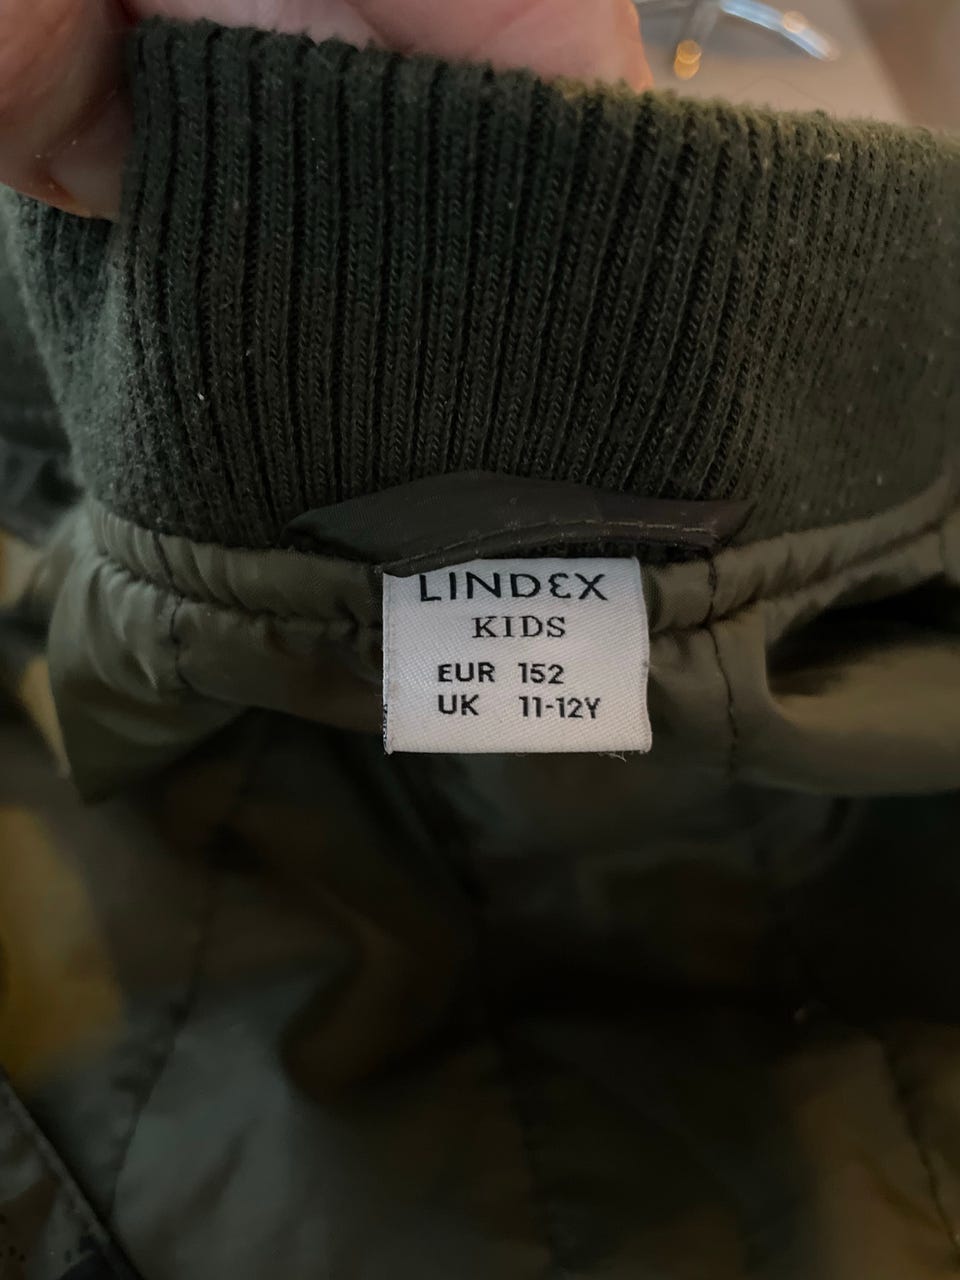 LINDEX
KIDS
EUR 152
UK 11-12Y